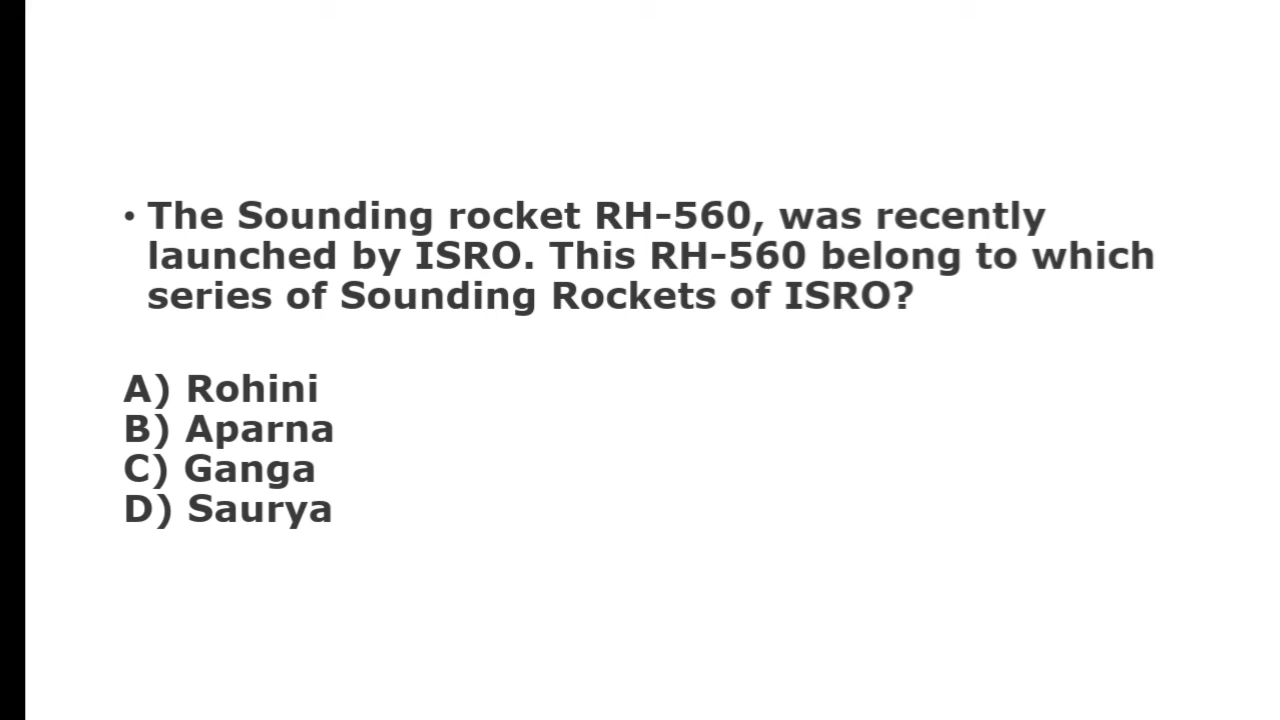 • The Sounding rocket RH-560, was recently
launched by ISRO. This RH-560 belong to which
series of Sounding Rockets of ISRO?
A) Rohini
B) Aparna
C) Ganga
D) Saurya